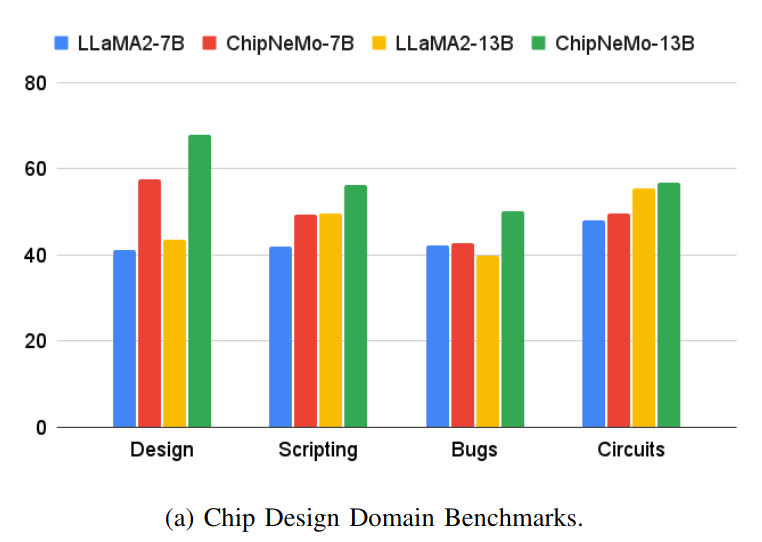 LLaMA2-7B ChipNeMo-7B LLaMA2-13B ChipNeMo-13B
80
60
40
20
0
Design Scripting Bugs Circuits
(a) Chip Design Domain Benchmarks.